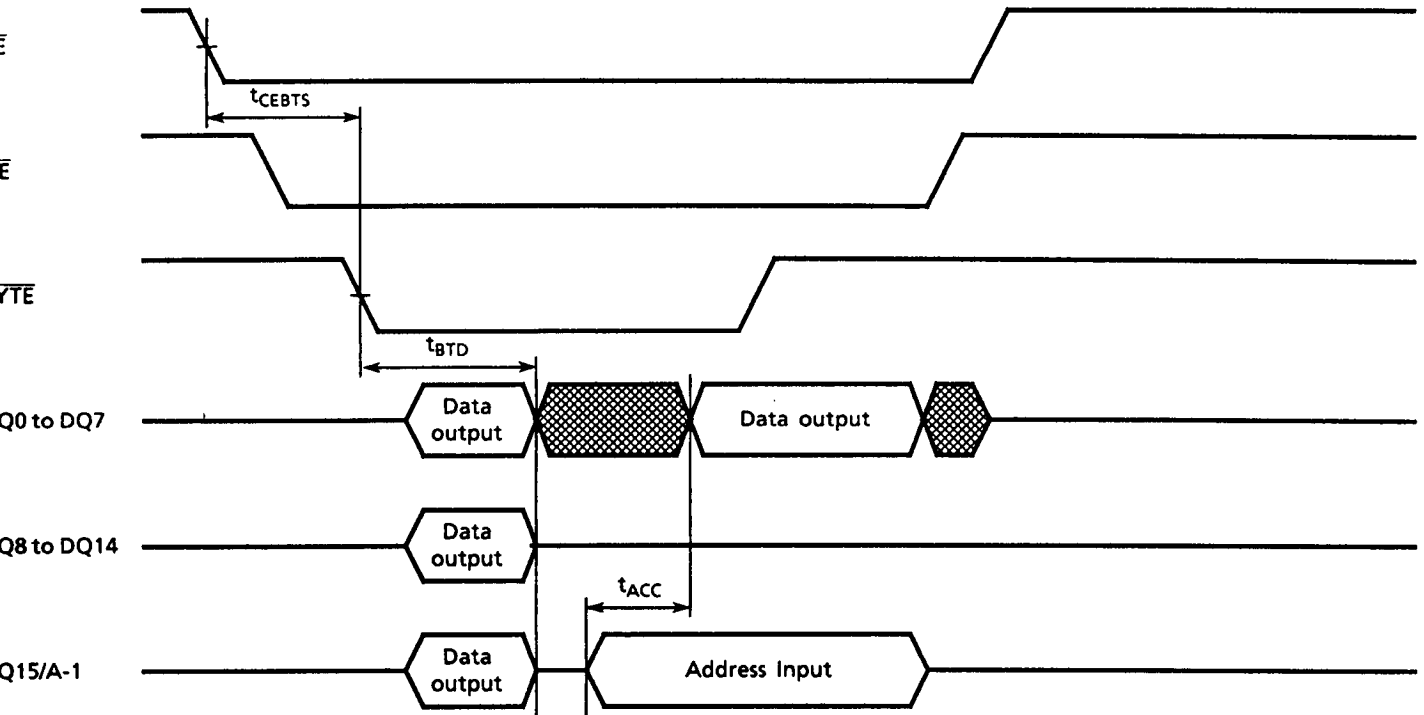 E
tCEBTS
E
YTE
tBTD
Q0 to DQ7
Data
output
Data output
Q8 to DQ14
Data
output
tACC
Q15/A-1
Data
output
Address Input